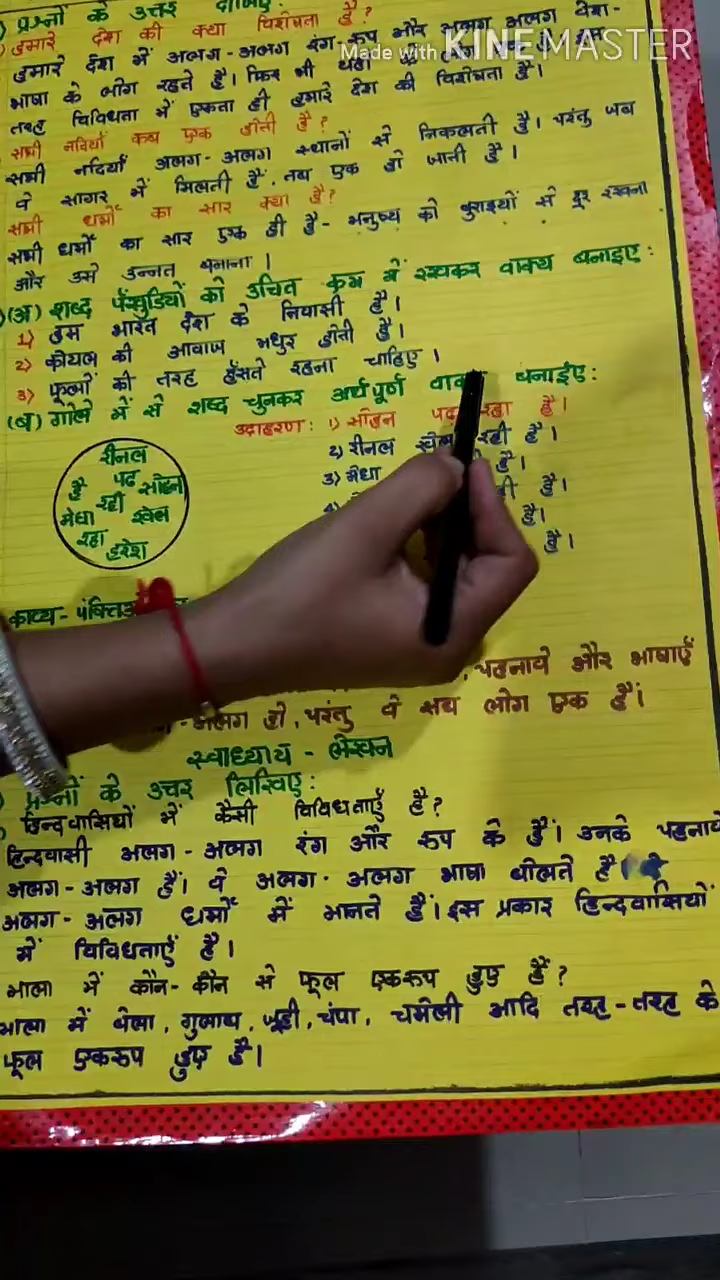 प्रश्नों के उत्तर दीजिए:
हमारे देश की क्या विशेषता है?
हमारे देश में अलग-अलग रंग-रूप और अलग अलग वेश-
भाषा के लोग रहते हैं। फिर भी
तरह विविधता में एकता ही हमारे देश की विशेषता है।
सभी नदियाँ कब एक होती है?
सभी नदियाँ अलग-अलग स्थानों से निकलती है। परंतु जब
वे सागर में मिलती हैं, तब एक हो जाती है।
सभी धर्मों का सार क्या है?
सभी धर्मों का सार एक ही है- मनुष्य को बुराइयों से दूर रखना
और उसे उन्नत बनाना।
(अ) शब्द पँखुडियों को उचित क्रम में रखकर वाक्य बनाइए:
1) हम भारत देश के निवासी हैं।
2) कोयल की आवाज मधुर होती है।
3) फूलों की तरह हँसते रहना चाहिए।
(ब) गोले में से शब्द चुनकर अर्थपूर्ण वाक्य बनाईए:
उदाहरण: 1) सोहन पढ़ रहा है।
2) रीनल खेल रही है।
3) मेधा है।
है।
है।
है।
रीनल
पढ़
है रही सोहन
मेधा खेल
रहा
हरेश
काव्य-
पहनावे और भाषाएँ
-अलग हो, परंतु वे सब लोग एक हैं।
स्वाध्याय - लेखन
प्रश्नों के उत्तर लिखिए:
हिन्दवासियों में कैसी विविधताएँ है?
हिन्दवासी अलग-अलग रंग और रूप के हैं। उनके पहनावे
अलग-अलग हैं। वे अलग-अलग भाषा बोलते है।
अलग-अलग धर्मों में मानते हैं। इस प्रकार हिन्दवासियों
में विविधताएँ है।
माला में कौन-कौन से फूल एकरूप हुए हैं?
माला में बेला, गुलाब, जूही, चंपा, चमेली आदि तरह-तरह के
फूल एकरूप हुए है।
Made with KINEMASTER